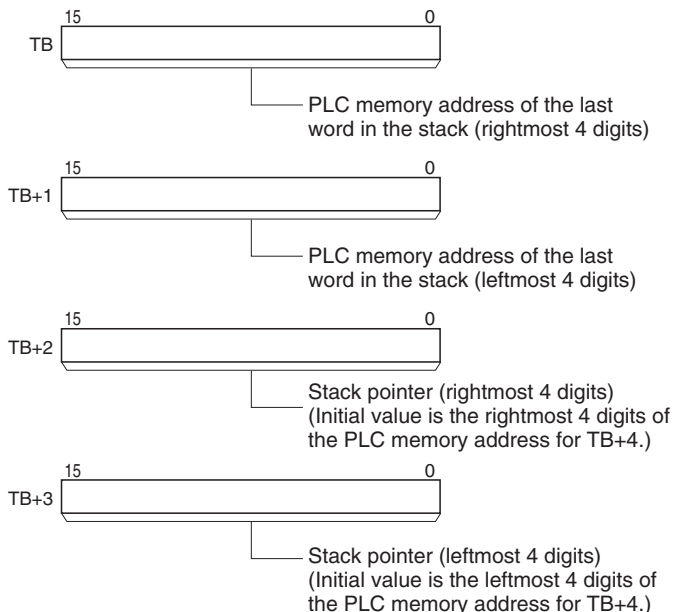 15 0
TB
PLC memory address of the last
word in the stack (rightmost 4 digits)
15 0
TB+1
PLC memory address of the last
word in the stack (leftmost 4 digits)
15 0
TB+2
Stack pointer (rightmost 4 digits)
(Initial value is the rightmost 4 digits of
the PLC memory address for TB+4.)
15 0
TB+3
Stack pointer (leftmost 4 digits)
(Initial value is the leftmost 4 digits of
the PLC memory address for TB+4.)